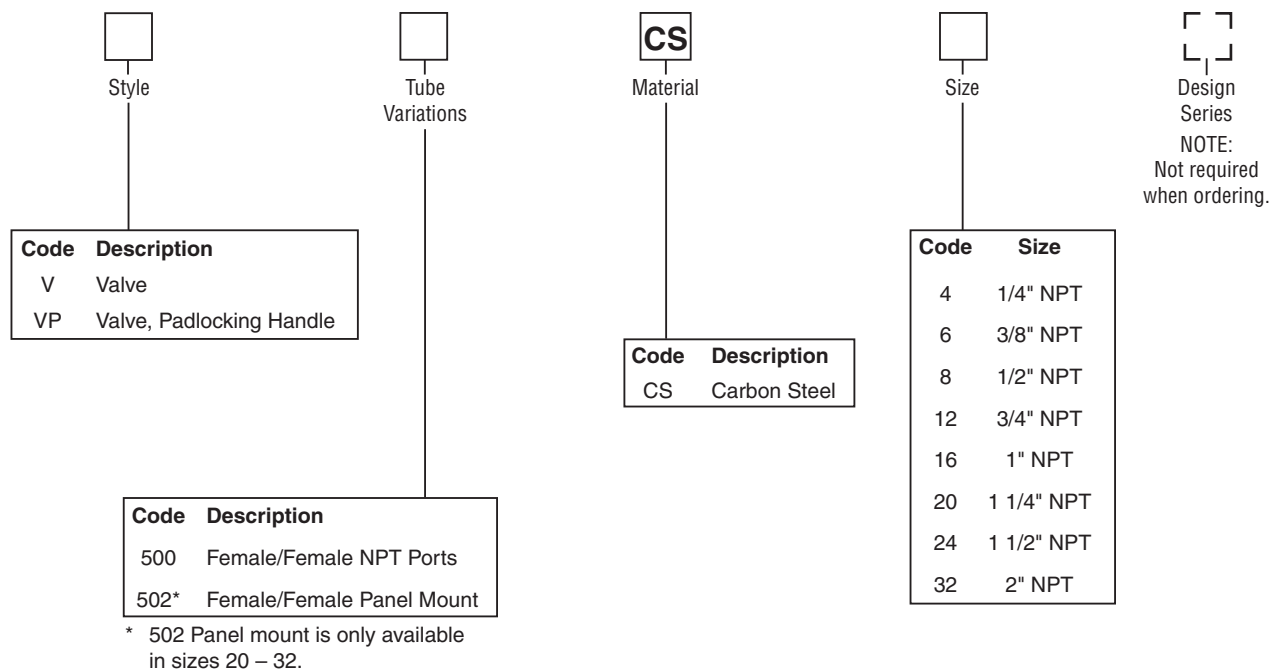 CS
Style
Tube
Variations
Material
Size
Design
Series
NOTE:
Not required
when ordering.
Code Description
V Valve
VP Valve, Padlocking Handle
Code Description
500 Female/Female NPT Ports
502* Female/Female Panel Mount
* 502 Panel mount is only available
in sizes 20 – 32.
Code Description
CS Carbon Steel
Code Size
4 1/4" NPT
6 3/8" NPT
8 1/2" NPT
12 3/4" NPT
16 1" NPT
20 1 1/4" NPT
24 1 1/2" NPT
32 2" NPT